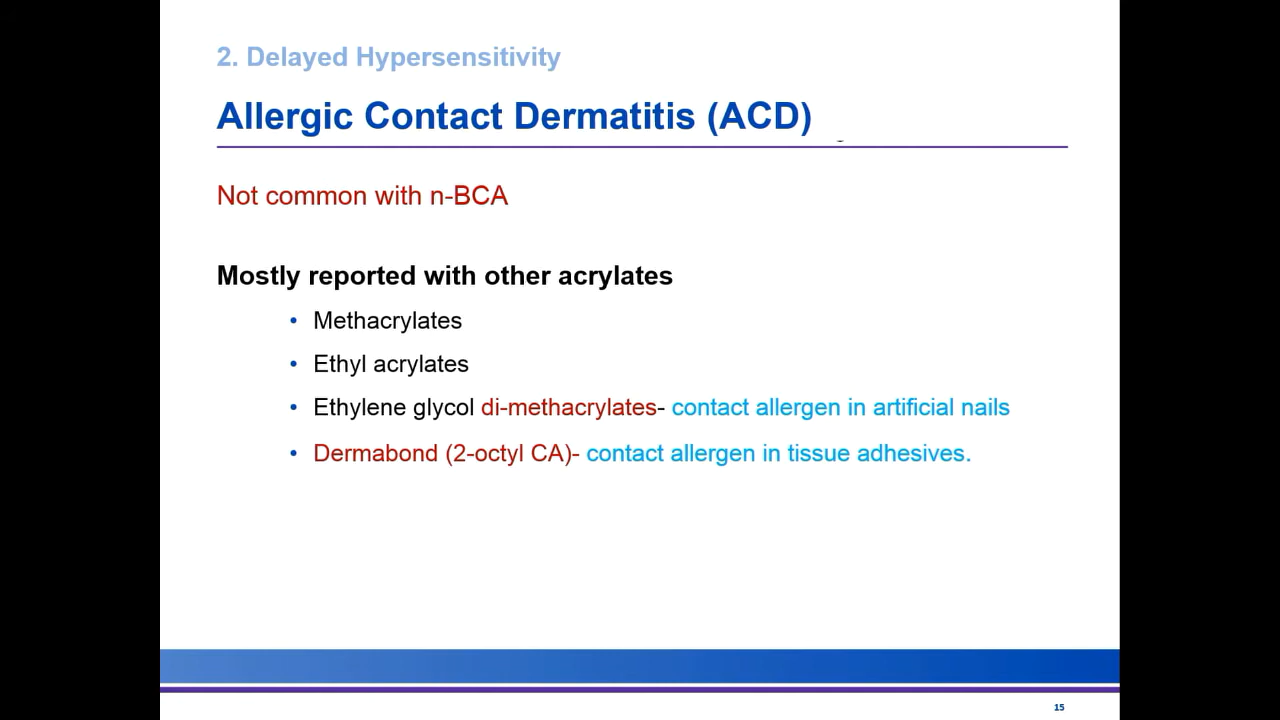 2. Delayed Hypersensitivity
Allergic Contact Dermatitis (ACD)
Not common with n-BCA
Mostly reported with other acrylates
• Methacrylates
• Ethyl acrylates
• Ethylene glycol di-methacrylates- contact allergen in artificial nails
• Dermabond (2-octyl CA)- contact allergen in tissue adhesives.
15